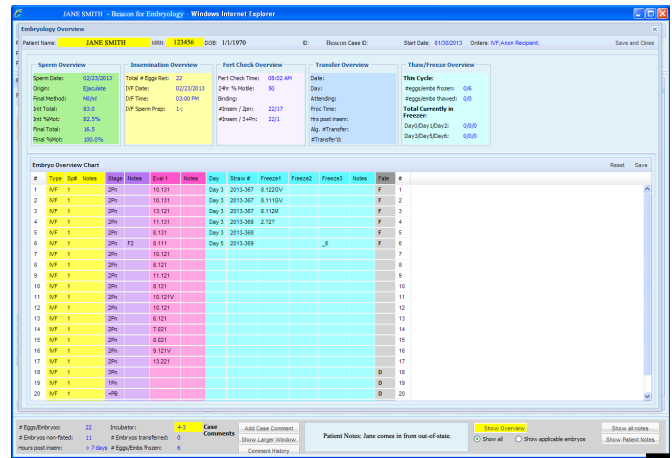 JANE SMITH - Beacon for Embryology - Windows Internet Explorer
Embryology Overview
Patient Name: JANE SMITH MRN: 123456 DOB: 1/1/1970 ID: Beacon Case ID: Start Date: 01/30/2013 Orders: IVF;Anon Recipient; Save and Close
Sperm Overview
Sperm Date: 02/23/2013
Origin: Ejaculate
Final Method: Mil/ml
Init Total: 83.0
Init %Mot: 82.5%
Final Total: 16.5
Final %Mot: 100.0%
Insemination Overview
Total # Eggs Ret: 22
IVF Date: 02/23/2013
IVF Time: 03:00 PM
IVF Sperm Prep: 1-j
Fert Check Overview
Fert Check Time: 08:02 AM
24hr % Motile: 50
Binding:
#Insem / 2pn: 22/17
#Insem / 3+Pn: 22/1
Transfer Overview
Date:
Day:
Attending:
Proc Time:
Hrs post insem:
Alg. #Transfer:
#Transfer'd:
Thaw/Freeze Overview
This Cycle:
#eggs/embs frozen: 0/6
#eggs/embs thawed: 0/0
Total Currently in
Freezer:
Day0/Day1/Day2: 0/0/0
Day3/Day5/Day6: 0/0/0
Embryo Overview Chart Reset Save
# Type Sp# Notes Stage Notes Eval 1 Notes Day Straw # Freeze1 Freeze2 Freeze3 Notes Fate #
1 IVF 1 2Pn 10.131 Day 3 2013-367 8.122GV F 1
2 IVF 1 2Pn 10.131 Day 3 2013-367 8.111GV F 2
3 IVF 1 2Pn 13.121 Day 3 2013-367 8.112M F 3
4 IVF 1 2Pn 11.131 Day 3 2013-368 2.72? F 4
5 IVF 1 2Pn 8.131 Day 3 2013-368 F 5
6 IVF 1 2Pn F2 8.111 Day 5 2013-369 _6 F 6
7 IVF 1 2Pn 10.121 7
8 IVF 1 2Pn 8.121 8
9 IVF 1 2Pn 11.121 9
10 IVF 1 2Pn 8.121 10
11 IVF 1 2Pn 10.121V 11
12 IVF 1 2Pn 10.121 12
13 IVF 1 2Pn 6.121 13
14 IVF 1 2Pn 7.021 14
15 IVF 1 2Pn 8.021 15
16 IVF 1 2Pn 9.121V 16
17 IVF 1 2Pn 13.221 17
18 IVF 1 3Pn D 18
19 IVF 1 1Pn D 19
20 IVF 1 +PB D 20
# Eggs/Embryos: 22 Incubator: 4-3
# Embryos non-fated: 11 # Embryos transferred: 0
Hours post insem: > 7 days # Eggs/Embs frozen: 6
Case
Comments
Add Case Comment
Show Larger Window
Comment History
Patient Notes: Jane comes in from out-of-state.
Show Overview
Show all Show applicable embryos
Show all notes
Show Patient Notes